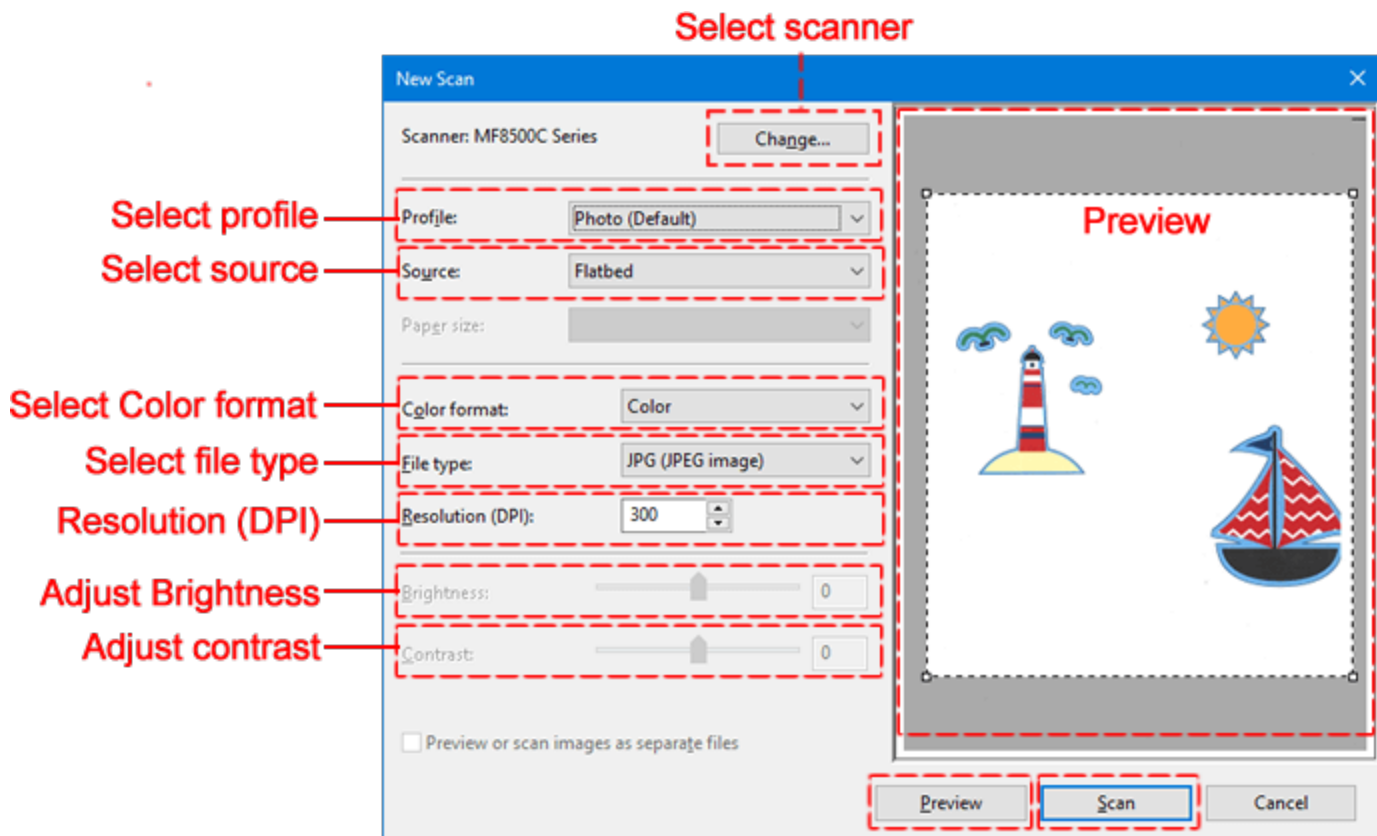 Select scanner
New Scan
Scanner: MF8500C Series
Change...
Select profile
Profile:
Photo (Default)
Select source
Source:
Flatbed
Paper size:
Select Color format
Color format:
Color
Select file type
File type:
JPG (JPEG image)
Resolution (DPI)
Resolution (DPI):
300
Adjust Brightness
Brightness:
0
Adjust contrast
Contrast:
0
Preview or scan images as separate files
Preview
Preview
Scan
Cancel